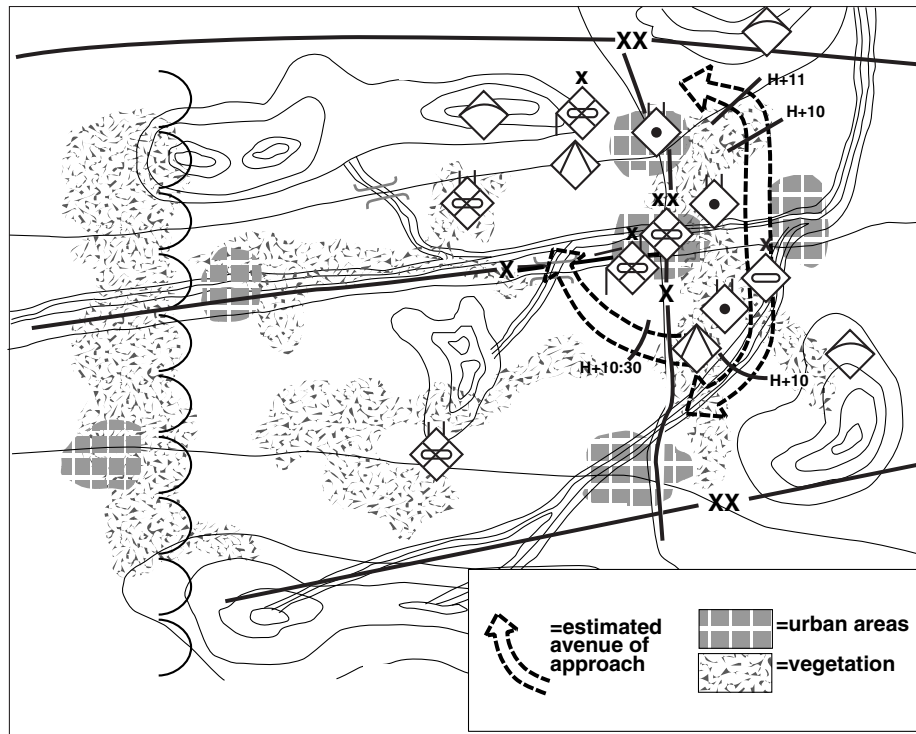 XX
x
H+11
H+10
xx
x
x
X
X
H+10:30
H+10
XX
=estimated
avenue of
approach
=urban areas
=vegetation